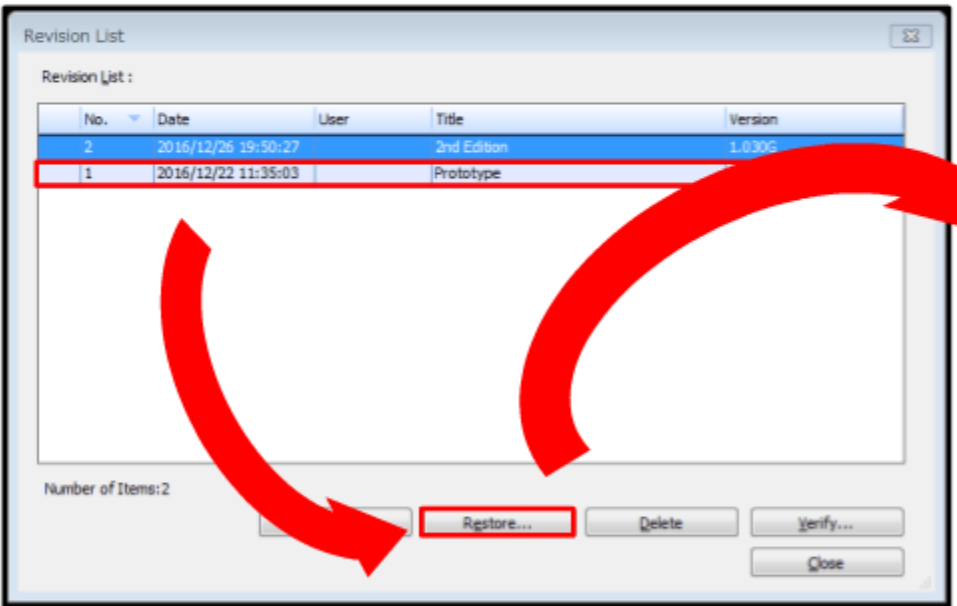 Revision List
Revision List :
No. Date User Title Version
2 2016/12/26 19:50:27 2nd Edition 1.030G
1 2016/12/22 11:35:03 Prototype
Number of Items:2
Restore... Delete Verify...
Close